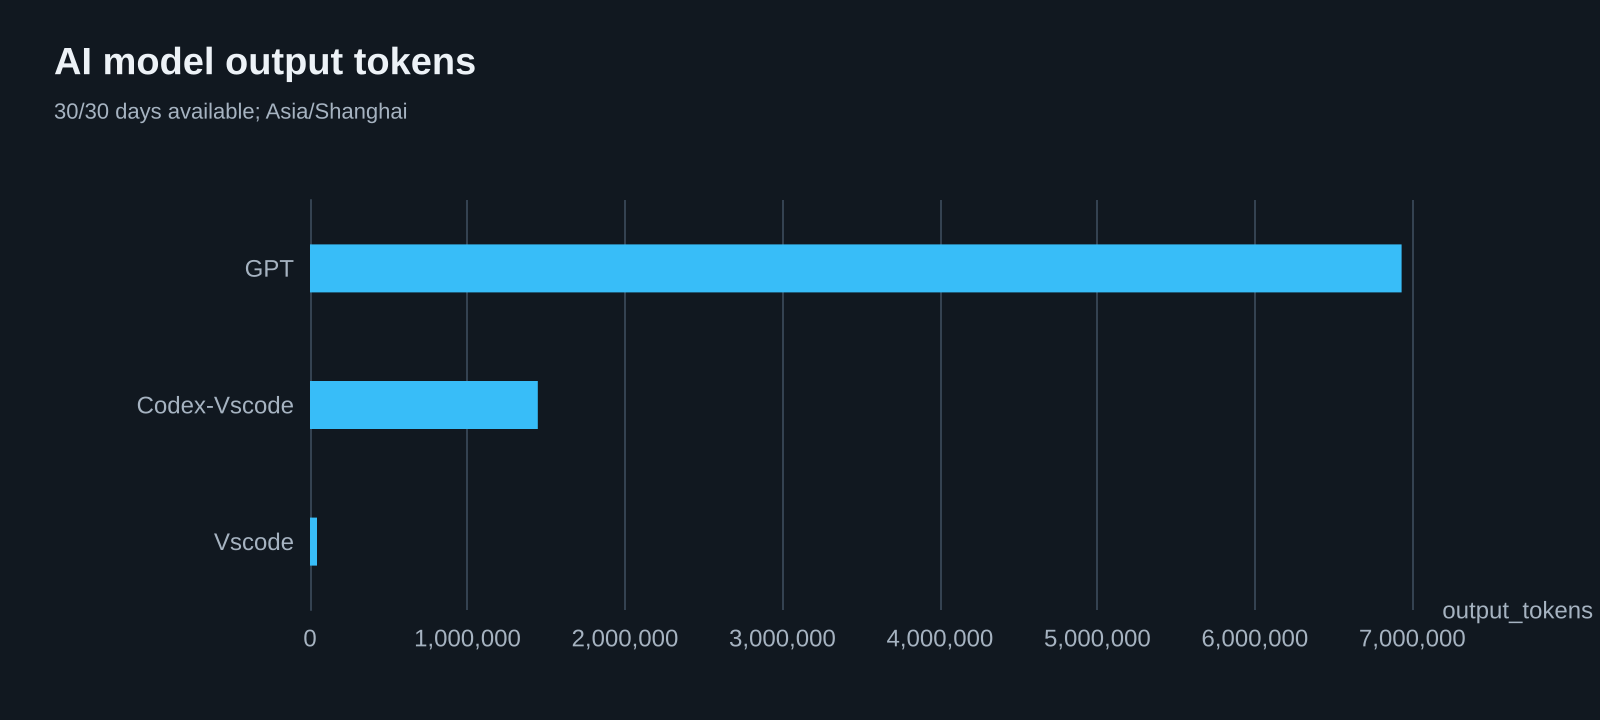 AI model output tokens
30/30 days available; Asia/Shanghai
GPT
Codex-Vscode
Vscode
output_tokens
0 1,000,000 2,000,000 3,000,000 4,000,000 5,000,000 6,000,000 7,000,000